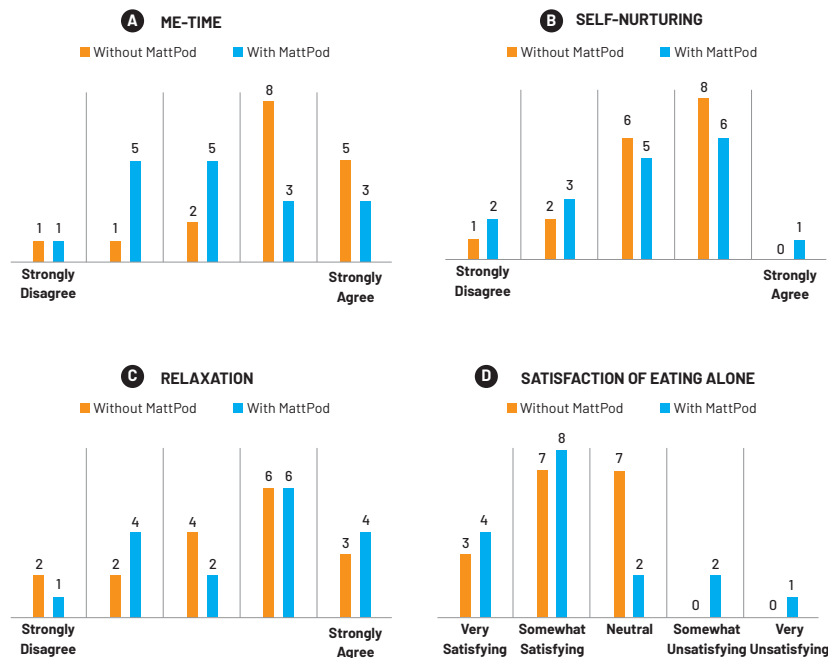 A ME-TIME
Without MattPod With MattPod
1 1 1 5 2 5 8 3 5 3
Strongly Disagree
Strongly Agree
B SELF-NURTURING
Without MattPod With MattPod
1 2 2 3 6 5 8 6 0 1
Strongly Disagree
Strongly Agree
C RELAXATION
Without MattPod With MattPod
2 1 2 4 4 2 6 6 3 4
Strongly Disagree
Strongly Agree
D SATISFACTION OF EATING ALONE
Without MattPod With MattPod
3 4 7 8 7 2 0 2 0 1
Very Satisfying
Somewhat Satisfying
Neutral
Somewhat Unsatisfying
Very Unsatisfying